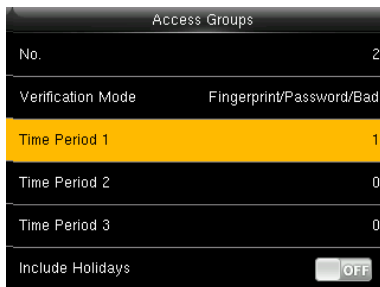 Access Groups
No. 2
Verification Mode Fingerprint/Password/Bad
Time Period 1 1
Time Period 2 0
Time Period 3 0
Include Holidays OFF